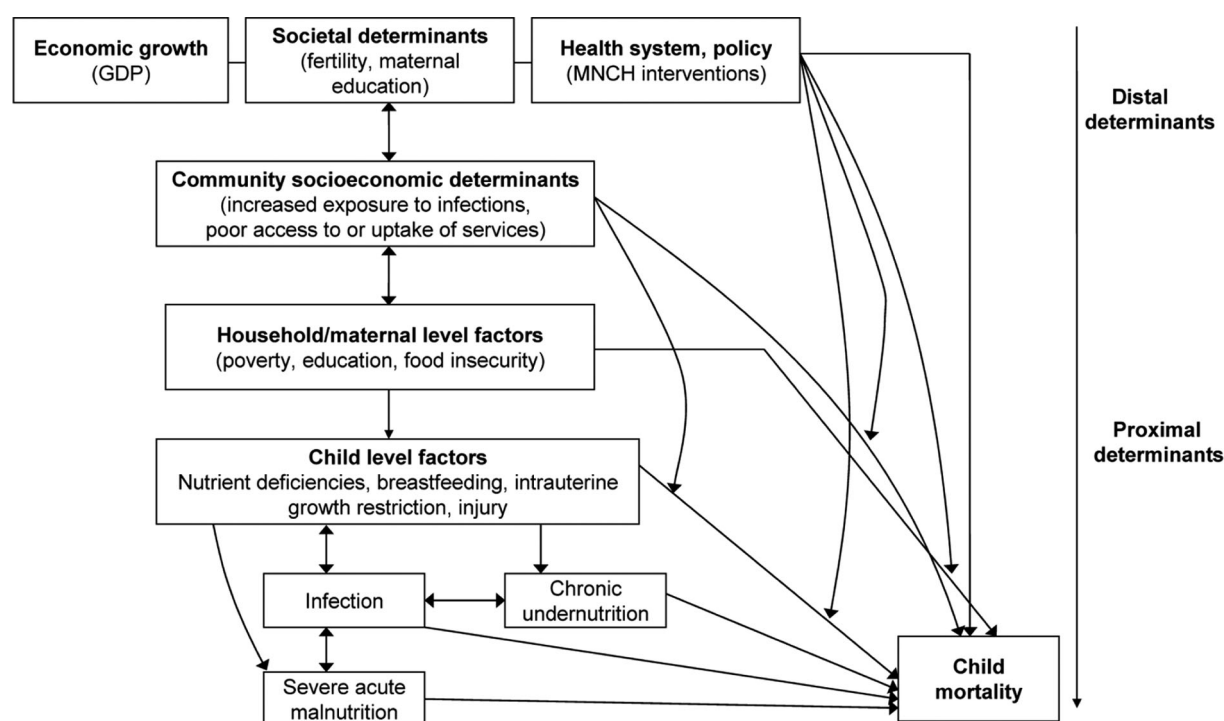 Economic growth
(GDP)
Societal determinants
(fertility, maternal
education)
Health system, policy
(MNCH interventions)
Distal
determinants
Community socioeconomic determinants
(increased exposure to infections,
poor access to or uptake of services)
Household/maternal level factors
(poverty, education, food insecurity)
Proximal
determinants
Child level factors
Nutrient deficiencies, breastfeeding, intrauterine
growth restriction, injury
Infection
Chronic
undernutrition
Severe acute
malnutrition
Child
mortality